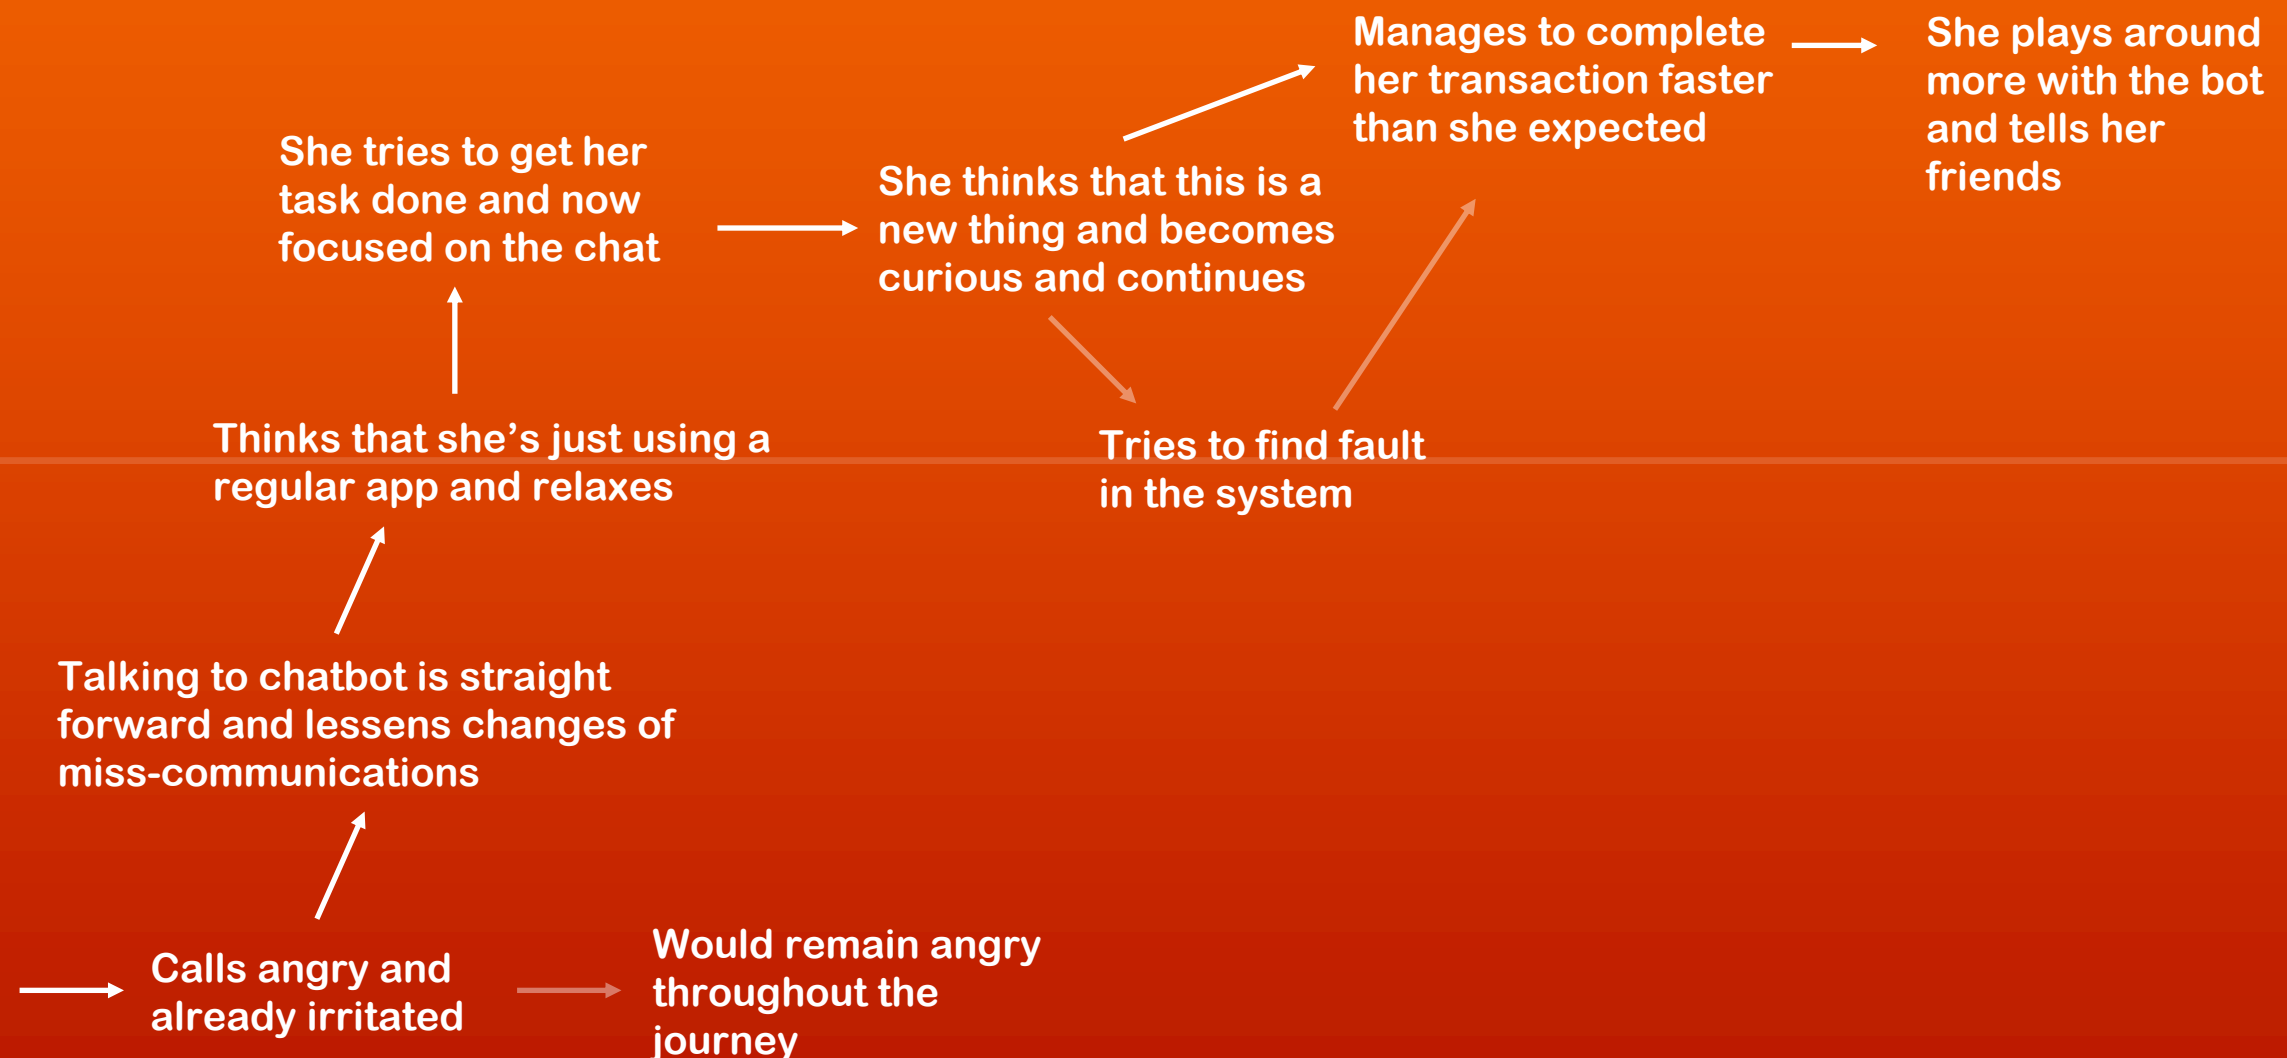 Manages to complete
her transaction faster
than she expected
She plays around
more with the bot
and tells her
friends
She tries to get her
task done and now
focused on the chat
She thinks that this is a
new thing and becomes
curious and continues
Thinks that she’s just using a
regular app and relaxes
Tries to find fault
in the system
Talking to chatbot is straight
forward and lessens changes of
miss-communications
Calls angry and
already irritated
Would remain angry
throughout the
journey